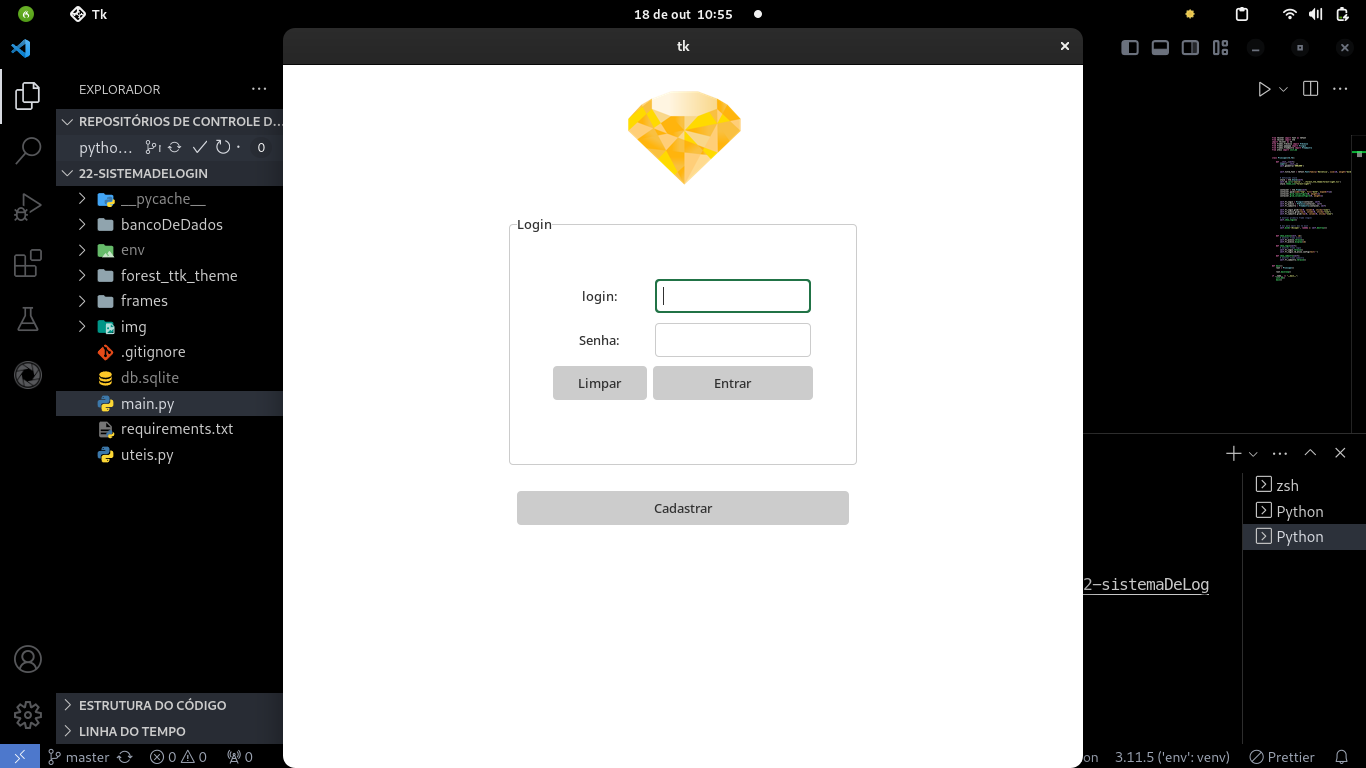 Tk
18 de out 10:55
tk
EXPLORADOR
REPOSITÓRIOS DE CONTROLE D...
pytho...
0
22-SISTEMADELOGIN
__pycache__
bancoDeDados
env
forest_ttk_theme
frames
img
.gitignore
db.sqlite
main.py
requirements.txt
uteis.py
Login
login:
Senha:
Limpar
Entrar
Cadastrar
zsh
Python
Python
2-sistemaDeLog
ESTRUTURA DO CÓDIGO
LINHA DO TEMPO
master
0
0
0
on
3.11.5 ('env': venv)
Prettier